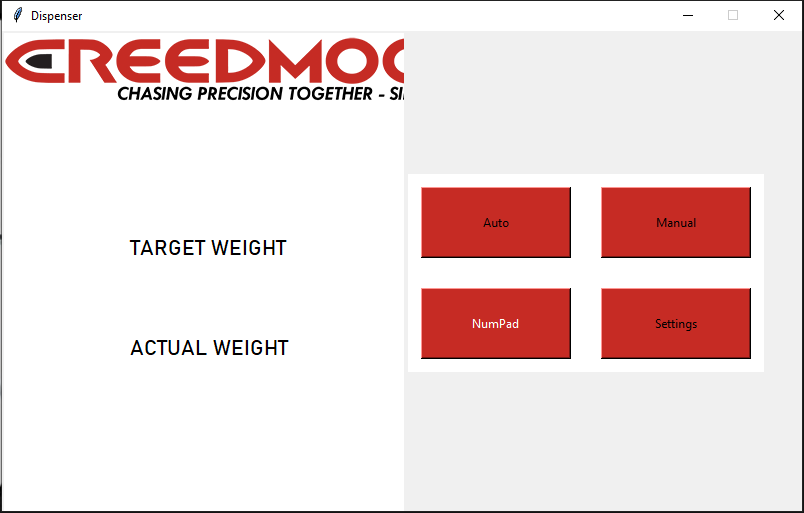 Dispenser
CREEDMOO
CHASING PRECISION TOGETHER - SI
Auto
Manual
TARGET WEIGHT
NumPad
Settings
ACTUAL WEIGHT